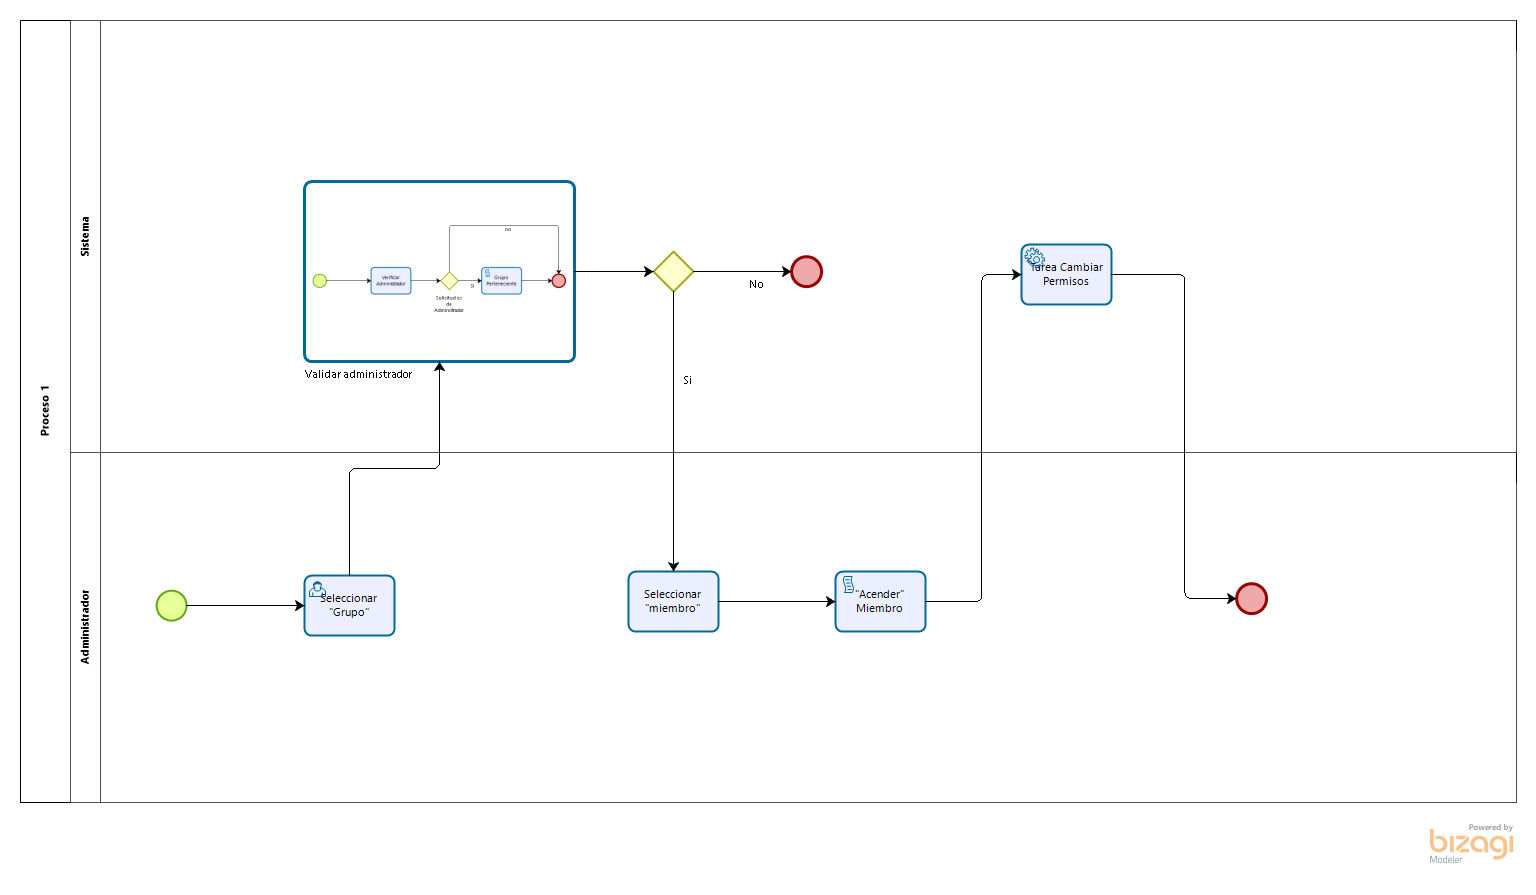 Proceso 1
Sistema
no
Verificar
Administrador
Si
Grupo
Perteneciente
Solicitud es
de
Administrador
Validar administrador
No
Si
Tarea Cambiar
Permisos
Administrador
Seleccionar
"Grupo"
Seleccionar
"miembro"
"Acender"
Miembro
Powered by
bizagi
Modeler